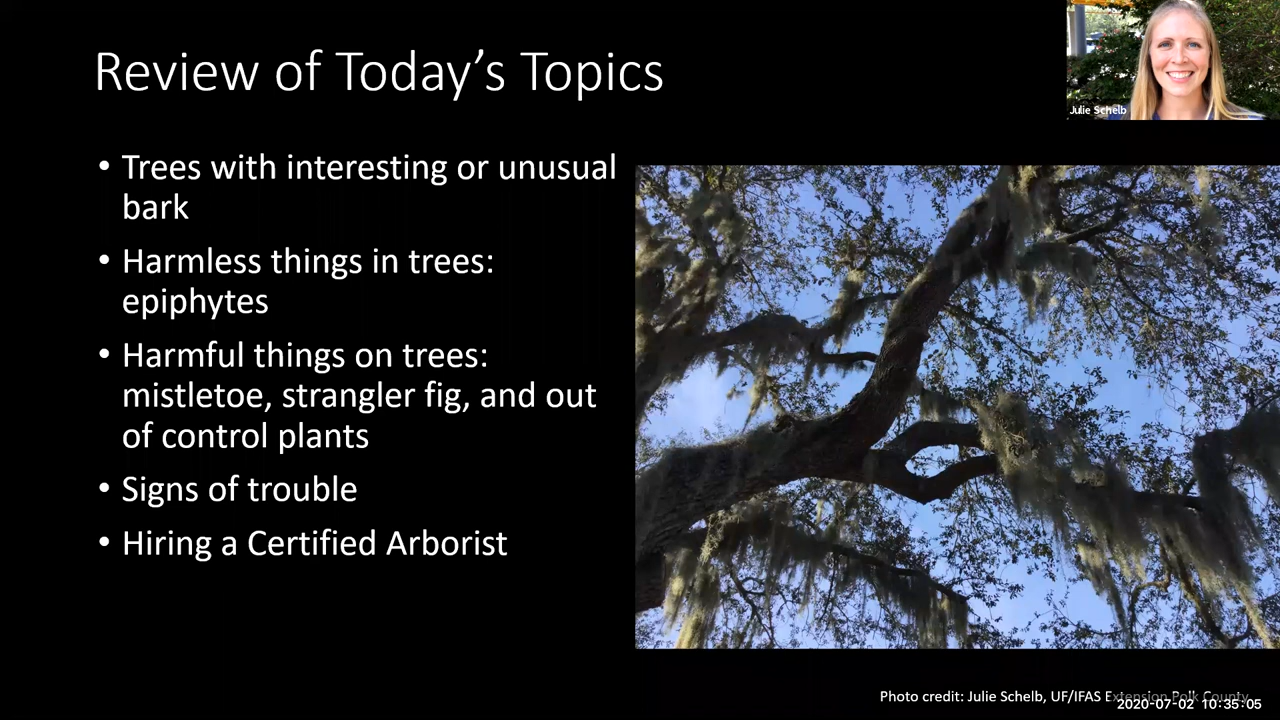 Review of Today's Topics
Julie Schelb
• Trees with interesting or unusual
bark
• Harmless things in trees:
epiphytes
• Harmful things on trees:
mistletoe, strangler fig, and out
of control plants
• Signs of trouble
• Hiring a Certified Arborist
Photo credit: Julie Schelb, UF/IFAS Extension Polk County
2020-07-02 10:35:05